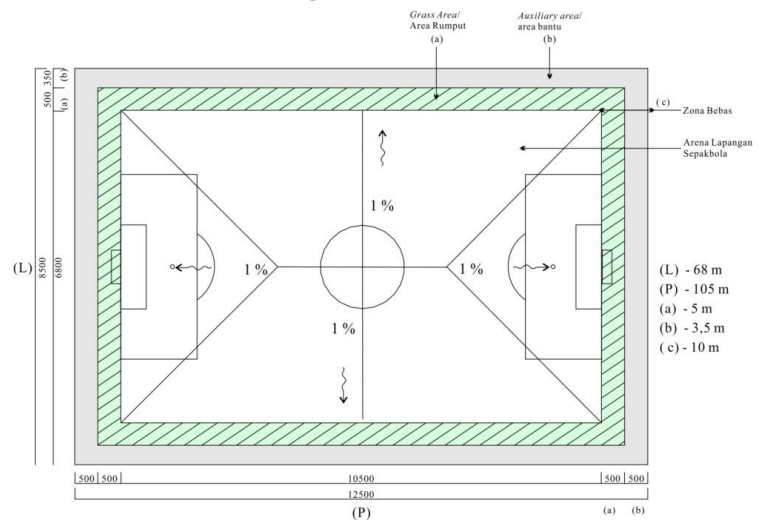 Grass Area/
Area Rumput
(a)
Auxiliary area/
area bantu
(b)
350
(b)
500
(a)
(c)
Zona Bebas
Arena Lapangan
Sepakbola
1 %
1 %
1 %
1 %
(L)
8500
6800
(L) - 68 m
(P) - 105 m
(a) - 5 m
(b) - 3,5 m
(c) - 10 m
500
500
10500
500
500
12500
(P)
(a)
(b)